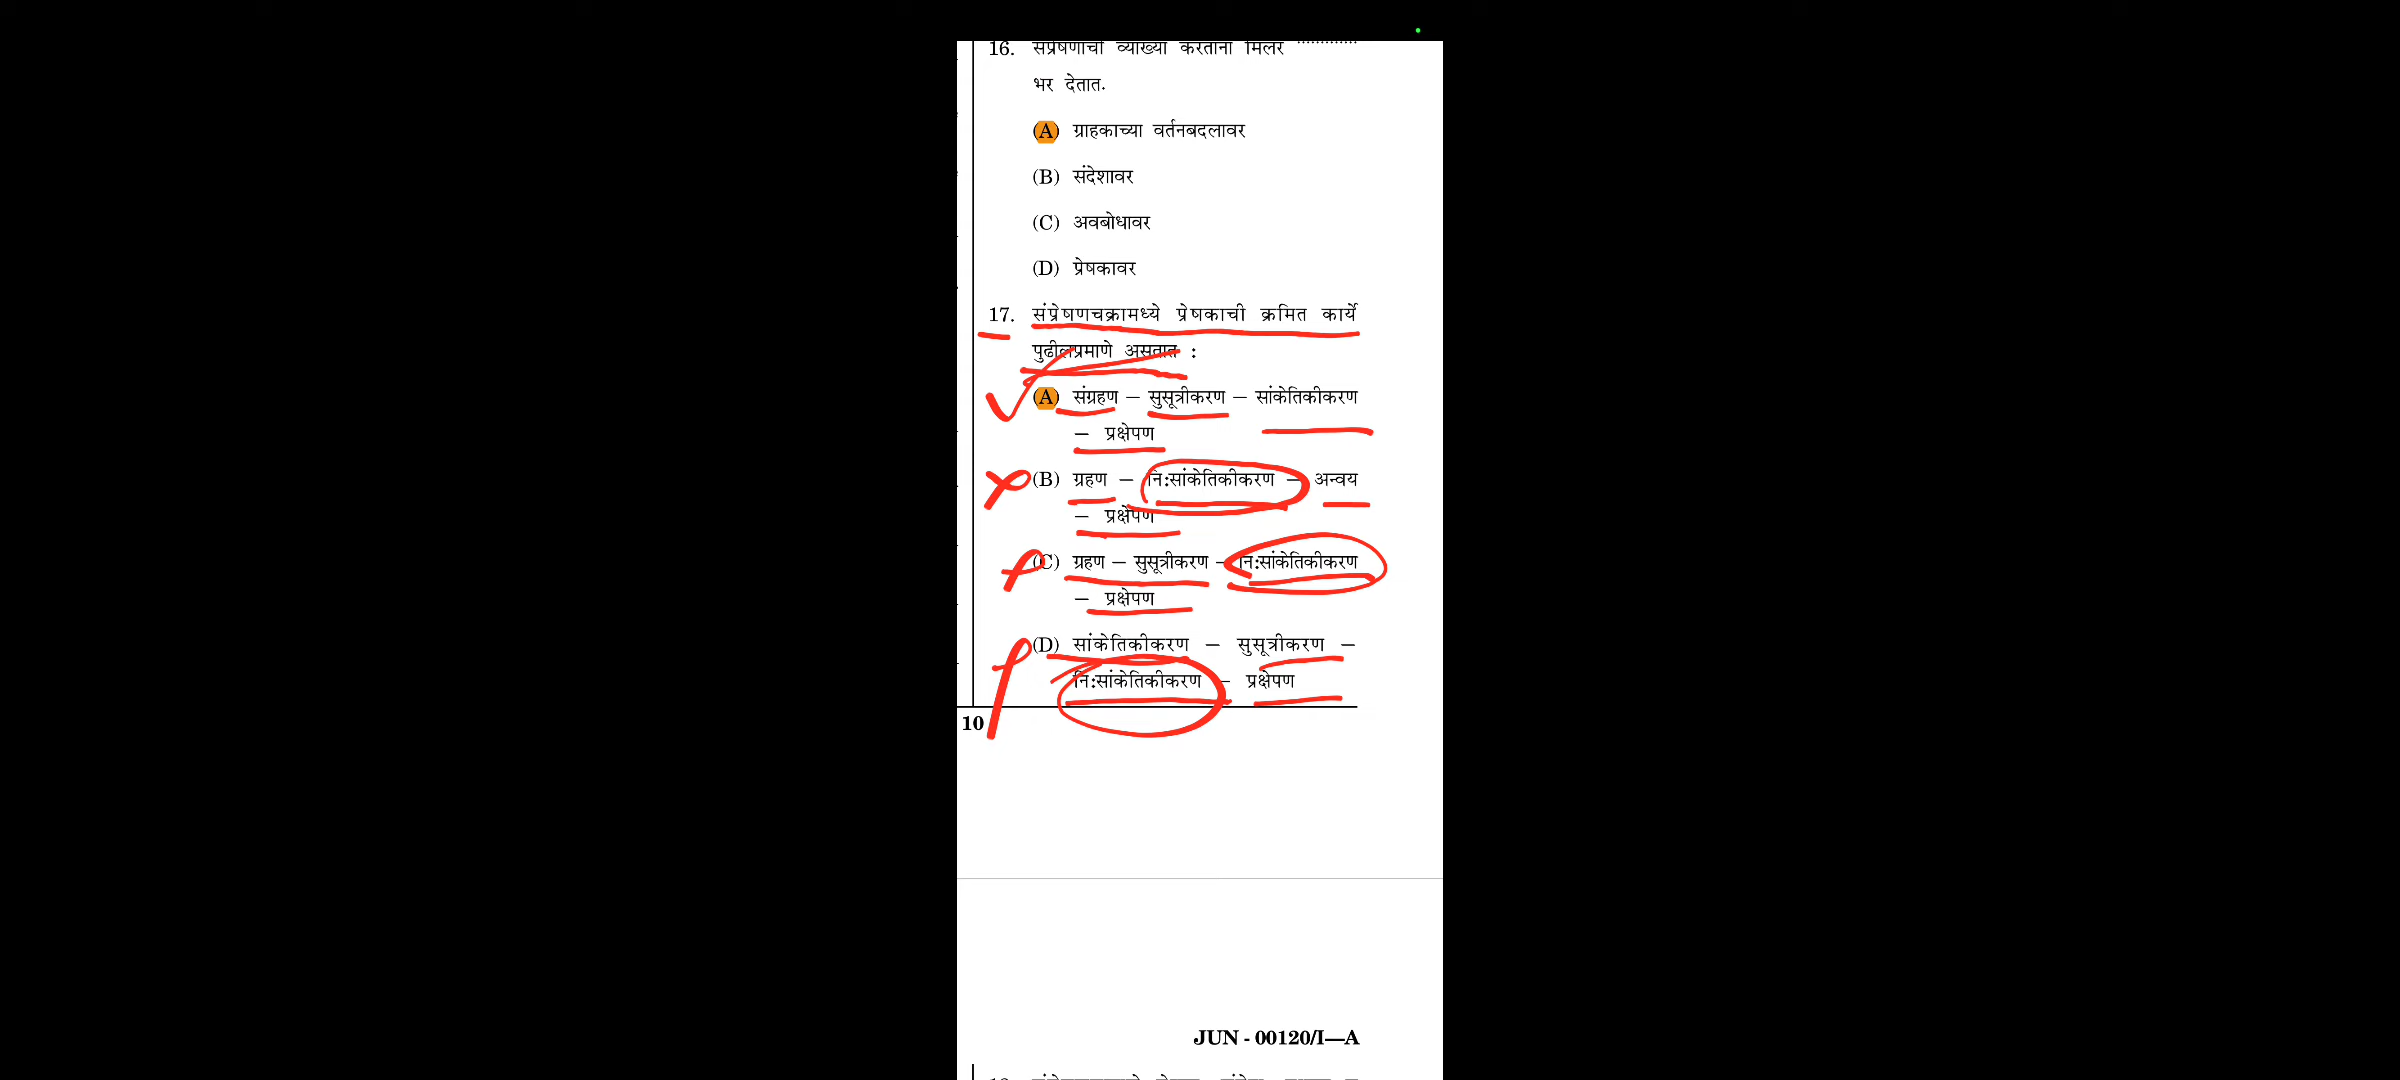 16. संप्रेषणाची व्याख्या करताना मिलर ............
भर देतात.
(A) ग्राहकाच्या वर्तनबदलावर
(B) संदेशावर
(C) अवबोधावर
(D) प्रेषकावर
17. संप्रेषणचक्रामध्ये प्रेषकाची क्रमित कार्ये
पुढीलप्रमाणे असतात :
(A) संग्रहण – सुसूत्रीकरण – सांकेतिकीकरण
– प्रक्षेपण
(B) ग्रहण – नि:सांकेतिकीकरण – अन्वय
– प्रक्षेपण
(C) ग्रहण – सुसूत्रीकरण – नि:सांकेतिकीकरण
– प्रक्षेपण
(D) सांकेतिकीकरण – सुसूत्रीकरण –
नि:सांकेतिकीकरण – प्रक्षेपण
10
JUN - 00120/I—A